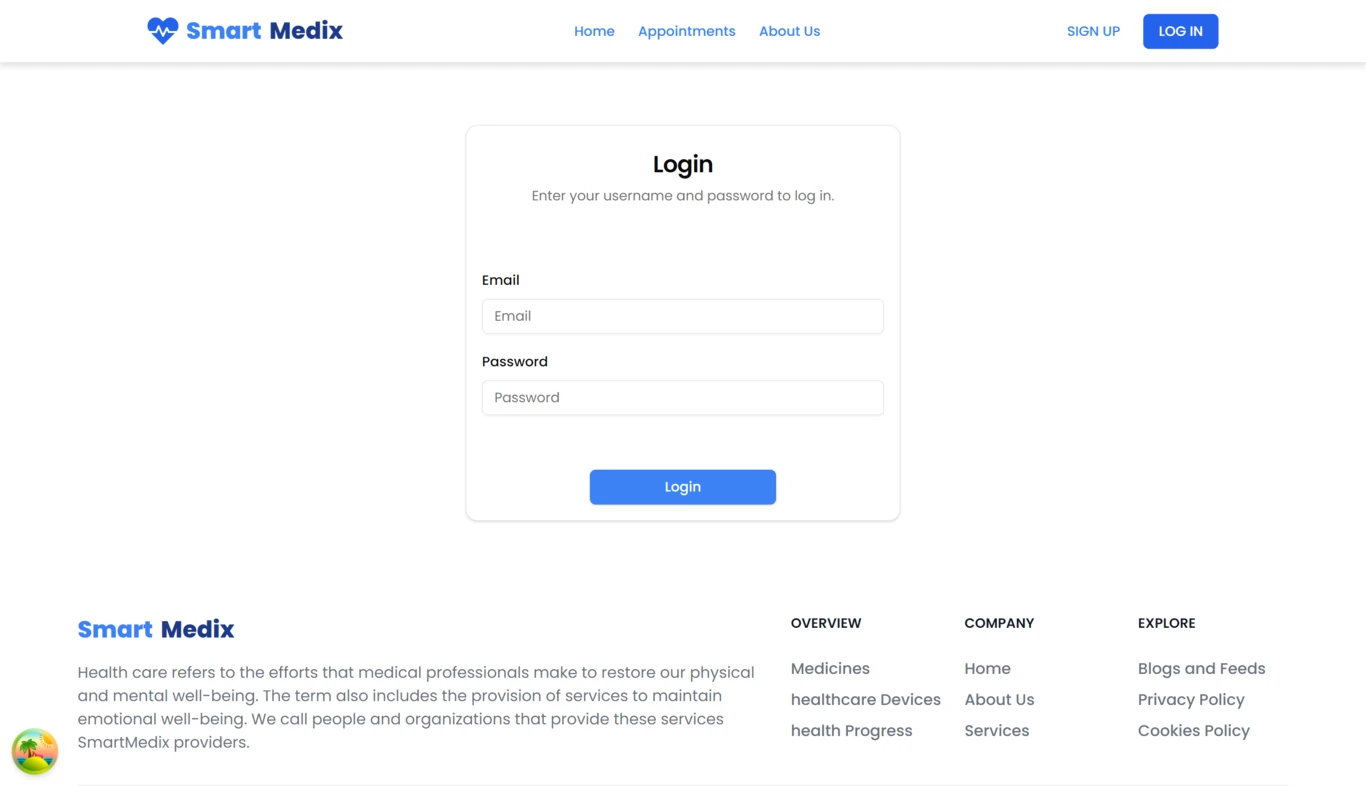 Smart Medix
Home
Appointments
About Us
SIGN UP
LOG IN
Login
Enter your username and password to log in.
Email
Email
Password
Password
Login
Smart Medix
Health care refers to the efforts that medical professionals make to restore our physical
and mental well-being. The term also includes the provision of services to maintain
emotional well-being. We call people and organizations that provide these services
SmartMedix providers.
OVERVIEW
Medicines
healthcare Devices
health Progress
COMPANY
Home
About Us
Services
EXPLORE
Blogs and Feeds
Privacy Policy
Cookies Policy